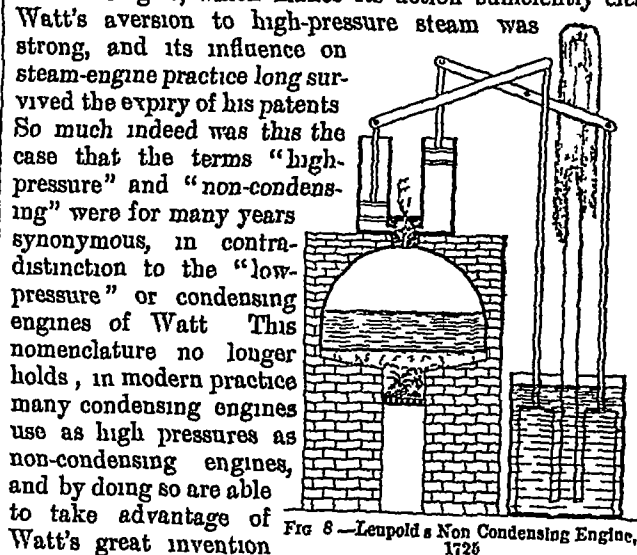 Watt's aversion to high-pressure steam was
strong, and its influence on
steam-engine practice long sur-
vived the expiry of his patents
So much indeed was this the
case that the terms "high-
pressure" and "non-condens-
ing" were for many years
synonymous, in contra-
distinction to the "low-
pressure" or condensing
engines of Watt This
nomenclature no longer
holds, in modern practice
many condensing engines
use as high pressures as
non-condensing engines,
and by doing so are able
to take advantage of
Watt's great invention
FIG 8—Leupold s Non Condensing Engine,
1725